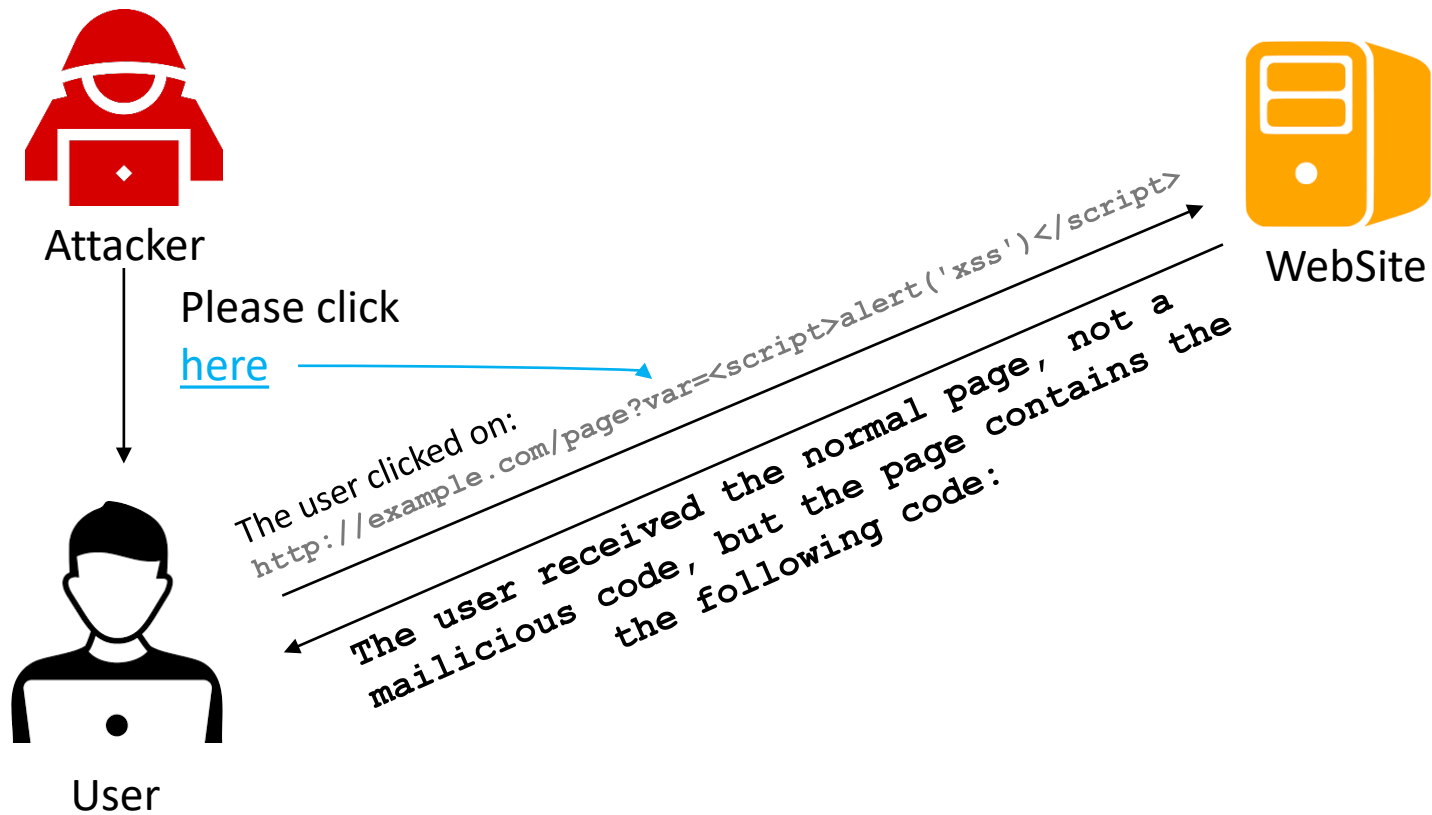 Attacker
WebSite
Please click
here
The user clicked on:
http://example.com/page?var=<script>alert('xss')</script>
The user received the normal page, not a
mailicious code, but the page contains the
the following code:
User